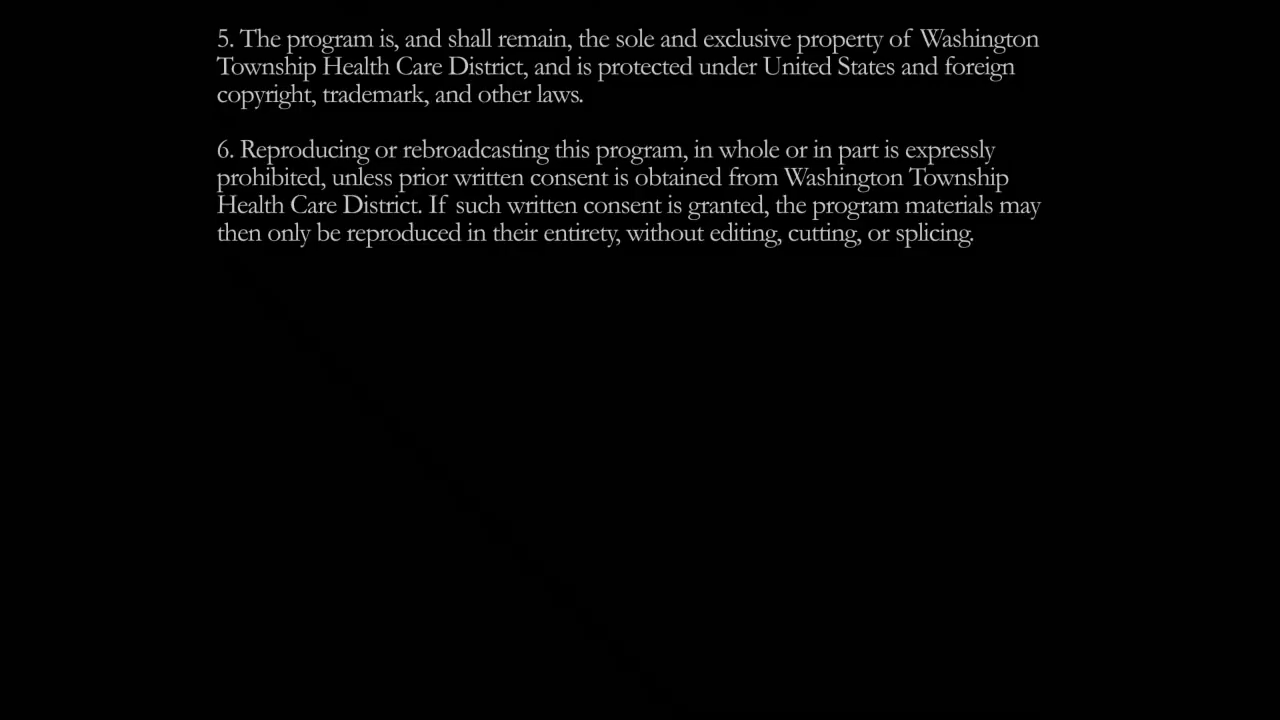 5. The program is, and shall remain, the sole and exclusive property of Washington
Township Health Care District, and is protected under United States and foreign
copyright, trademark, and other laws.
6. Reproducing or rebroadcasting this program, in whole or in part is expressly
prohibited, unless prior written consent is obtained from Washington Township
Health Care District. If such written consent is granted, the program materials may
then only be reproduced in their entirety, without editing, cutting, or splicing.